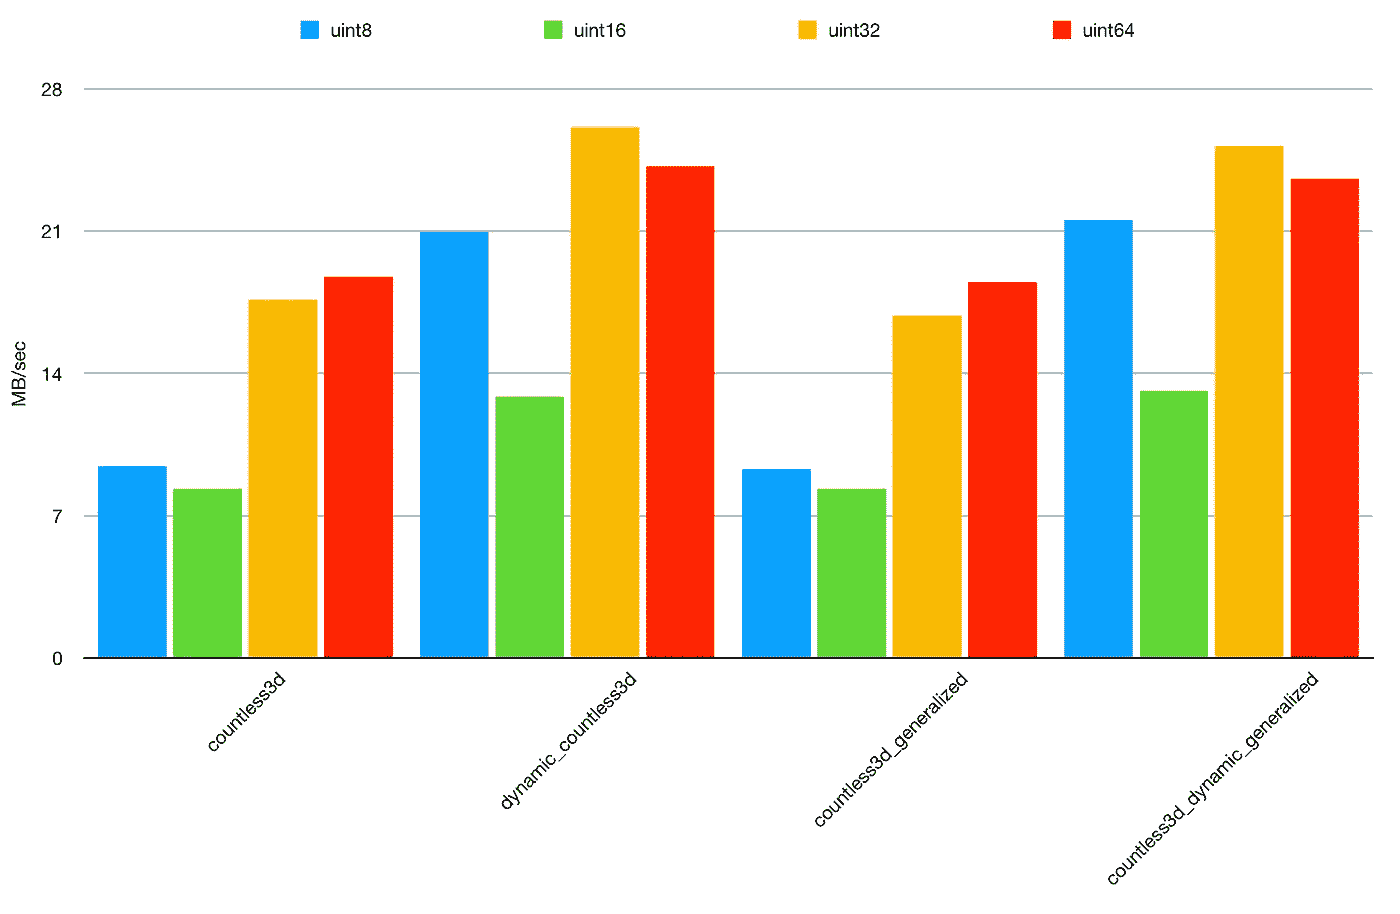 uint8 uint16 uint32 uint64
28
21
14
7
0
MB/sec
countless3d
dynamic_countless3d
countless3d_generalized
countless3d_dynamic_generalized